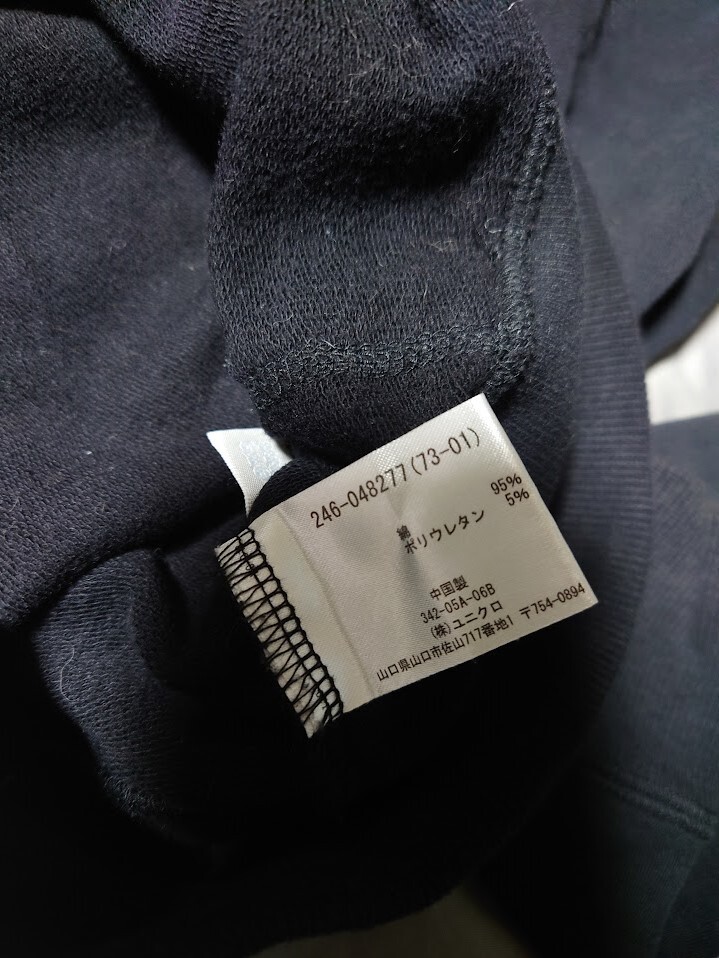 246-048277(73-01)
綿 95%
ポリウレタン 5%
中国製
342-05A-06B
(株)ユニクロ
山口県山口市佐山717番地1 〒754-0894